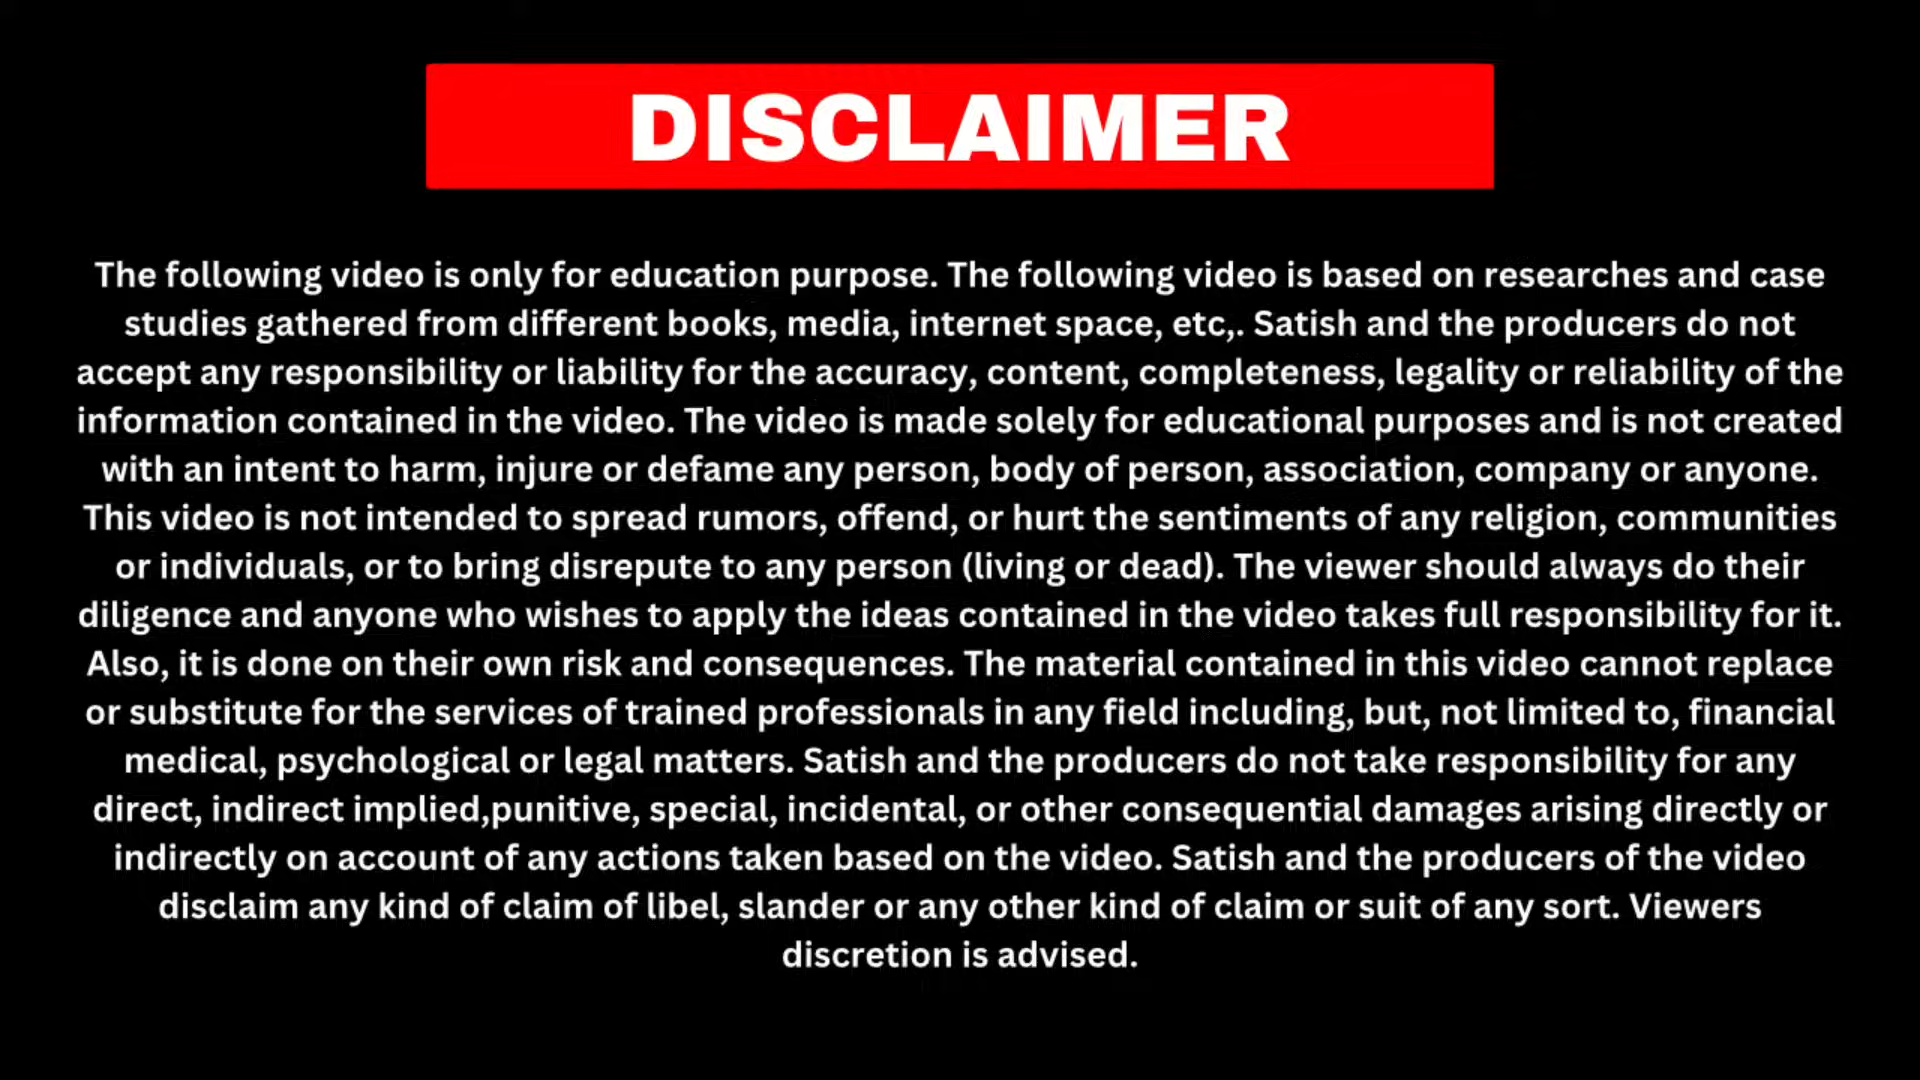 DISCLAIMER
The following video is only for education purpose. The following video is based on researches and case
studies gathered from different books, media, internet space, etc,. Satish and the producers do not
accept any responsibility or liability for the accuracy, content, completeness, legality or reliability of the
information contained in the video. The video is made solely for educational purposes and is not created
with an intent to harm, injure or defame any person, body of person, association, company or anyone.
This video is not intended to spread rumors, offend, or hurt the sentiments of any religion, communities
or individuals, or to bring disrepute to any person (living or dead). The viewer should always do their
diligence and anyone who wishes to apply the ideas contained in the video takes full responsibility for it.
Also, it is done on their own risk and consequences. The material contained in this video cannot replace
or substitute for the services of trained professionals in any field including, but, not limited to, financial
medical, psychological or legal matters. Satish and the producers do not take responsibility for any
direct, indirect implied,punitive, special, incidental, or other consequential damages arising directly or
indirectly on account of any actions taken based on the video. Satish and the producers of the video
disclaim any kind of claim of libel, slander or any other kind of claim or suit of any sort. Viewers
discretion is advised.